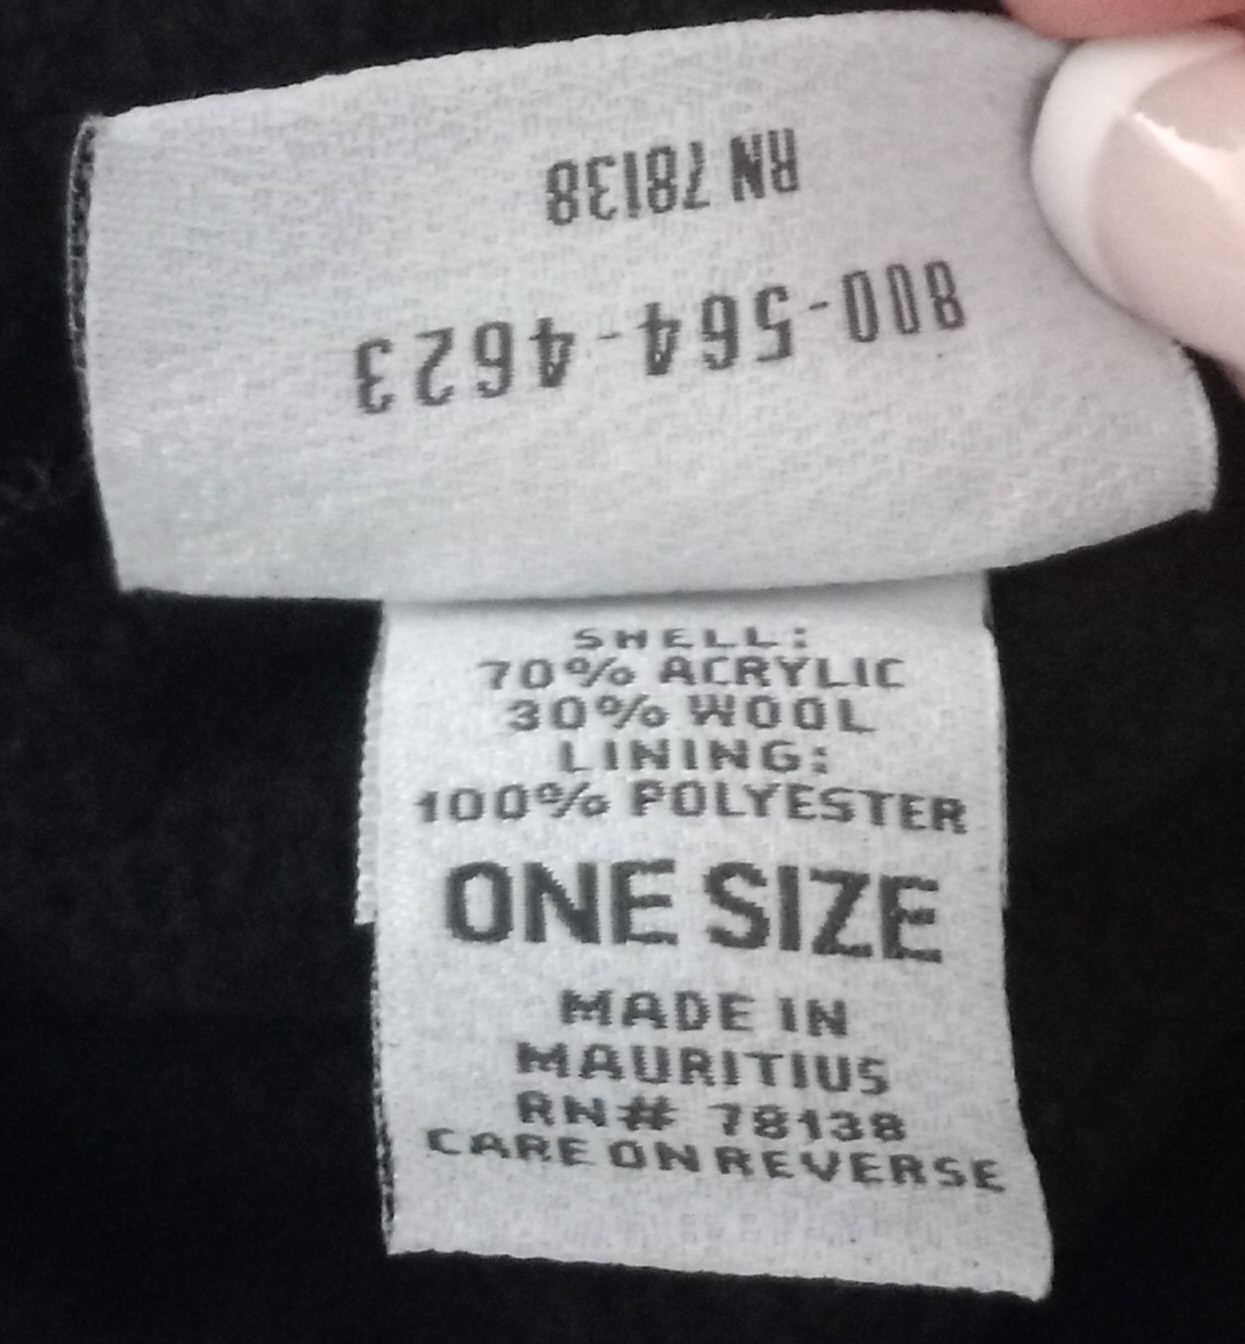 800-564-4623
RN 78138
SHELL:
70% ACRYLIC
30% WOOL
LINING:
100% POLYESTER
ONE SIZE
MADE IN
MAURITIUS
RN# 78138
CARE ON REVERSE